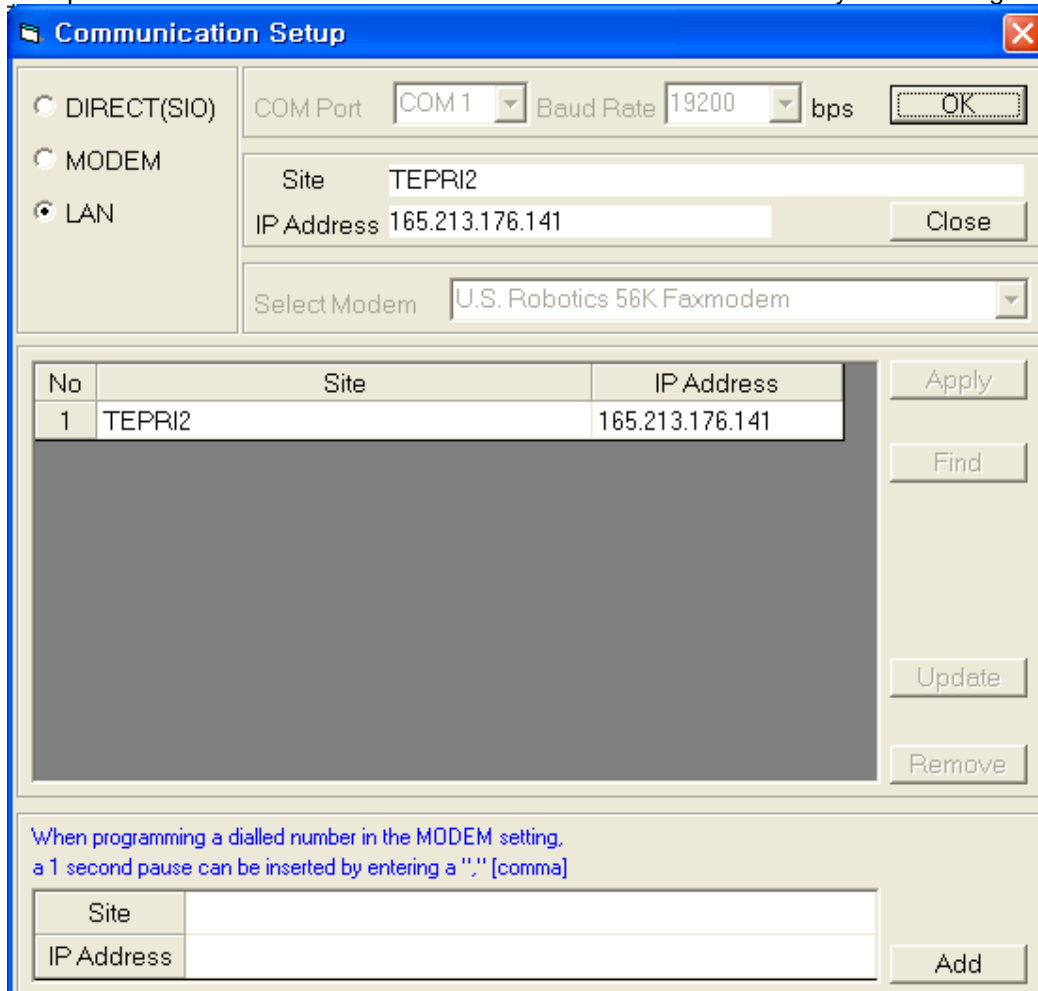 Communication Setup
DIRECT(SIO)
MODEM
LAN
COM Port COM 1 Baud Rate 19200 bps OK
Site TEPRI2
IP Address 165.213.176.141 Close
Select Modem U.S. Robotics 56K Faxmodem
No Site IP Address
1 TEPRI2 165.213.176.141
Apply
Find
Update
Remove
When programming a dialled number in the MODEM setting,
a 1 second pause can be inserted by entering a "," [comma]
Site
IP Address
Add